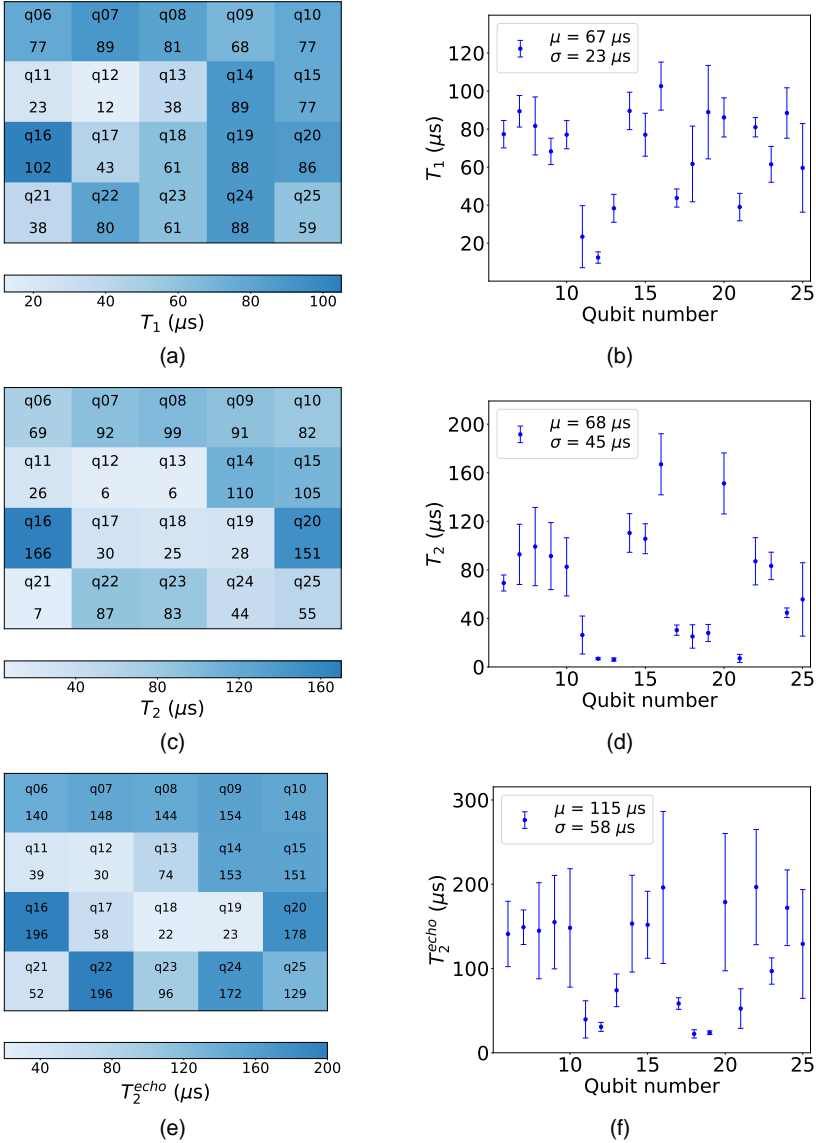 q06 q07 q08 q09 q10
77 89 81 68 77
q11 q12 q13 q14 q15
23 12 38 89 77
q16 q17 q18 q19 q20
102 43 61 88 86
q21 q22 q23 q24 q25
38 80 61 88 59
20 40 60 80 100
T₁ (μs)
(a)
μ = 67 μs
σ = 23 μs
120
100
80
60
40
20
T₁ (μs)
10 15 20 25
Qubit number
(b)
q06 q07 q08 q09 q10
69 92 99 91 82
q11 q12 q13 q14 q15
26 6 6 110 105
q16 q17 q18 q19 q20
166 30 25 28 151
q21 q22 q23 q24 q25
7 87 83 44 55
40 80 120 160
T₂ (μs)
(c)
μ = 68 μs
σ = 45 μs
200
160
120
80
40
0
T₂ (μs)
10 15 20 25
Qubit number
(d)
q06 q07 q08 q09 q10
140 148 144 154 148
q11 q12 q13 q14 q15
39 30 74 153 151
q16 q17 q18 q19 q20
196 58 22 23 178
q21 q22 q23 q24 q25
52 196 96 172 129
40 80 120 160 200
T₂ᵉᶜʰᵒ (μs)
(e)
μ = 115 μs
σ = 58 μs
300
200
100
0
T₂ᵉᶜʰᵒ (μs)
10 15 20 25
Qubit number
(f)